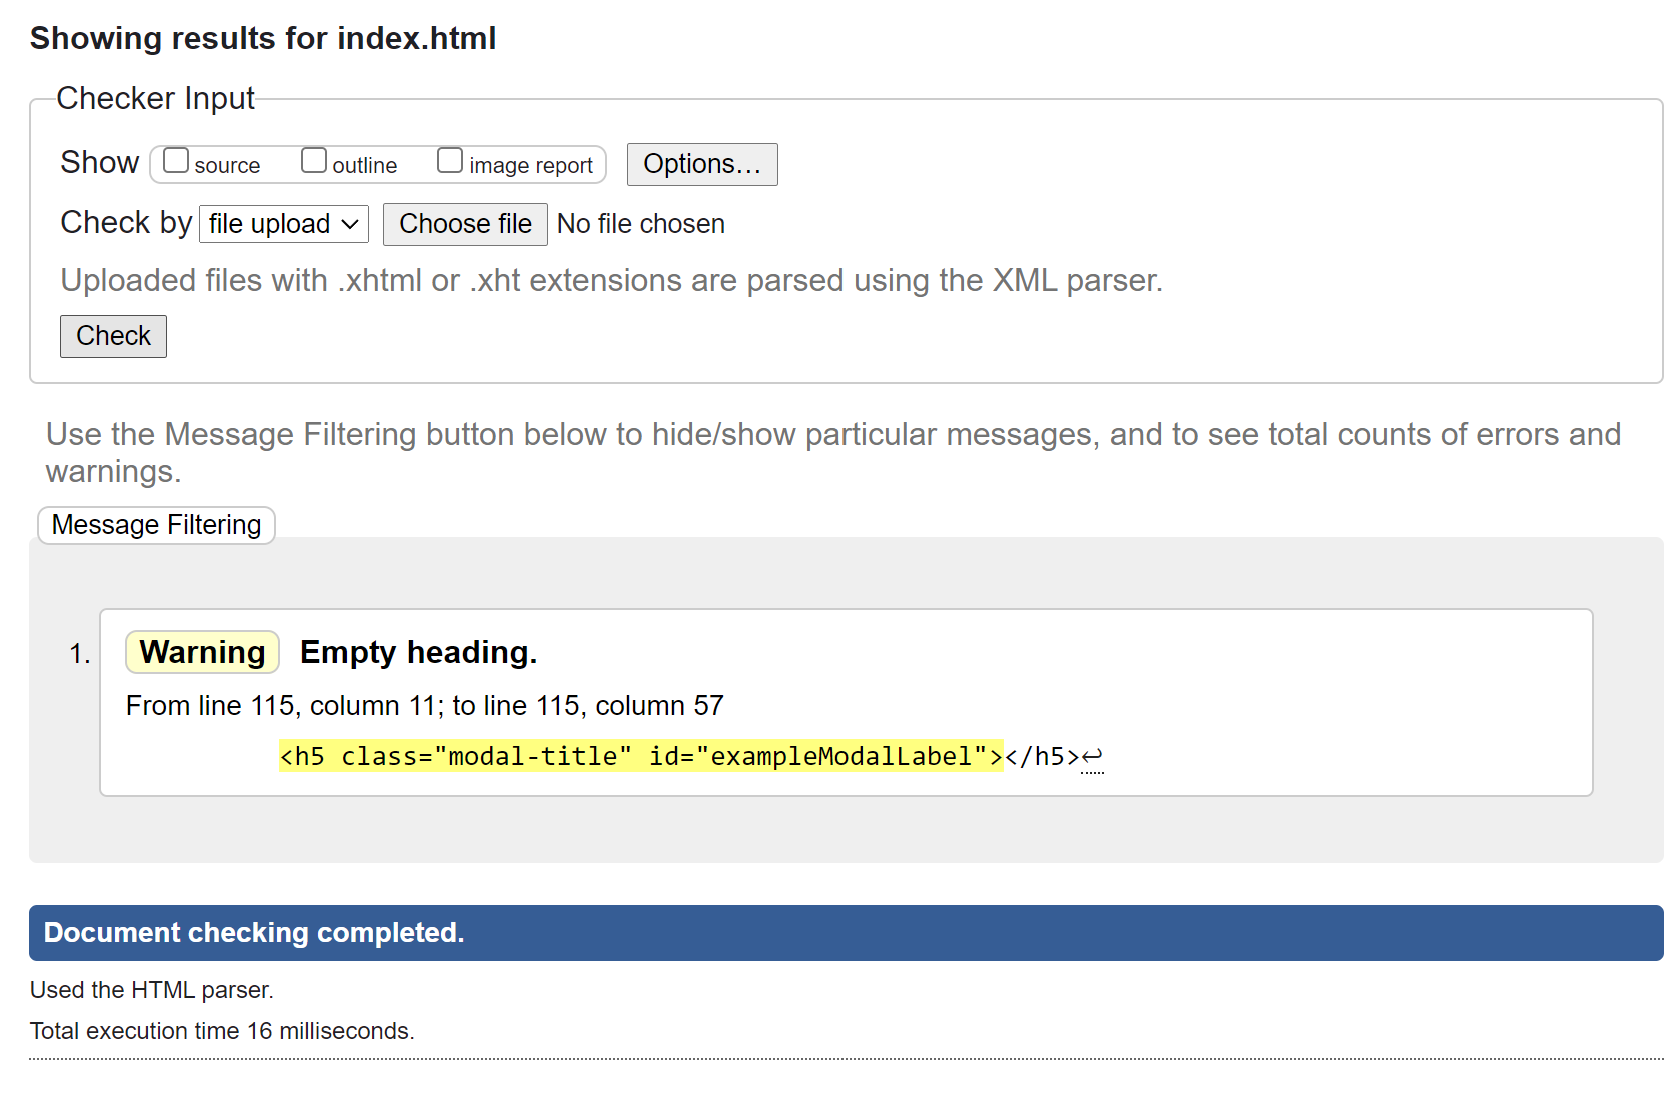 Showing results for index.html
Checker Input
Show source outline image report Options...
Check by file upload Choose file No file chosen
Uploaded files with .xhtml or .xht extensions are parsed using the XML parser.
Check
Use the Message Filtering button below to hide/show particular messages, and to see total counts of errors and
warnings.
Message Filtering
1. Warning Empty heading.
From line 115, column 11; to line 115, column 57
<h5 class="modal-title" id="exampleModalLabel"></h5>↩
Document checking completed.
Used the HTML parser.
Total execution time 16 milliseconds.